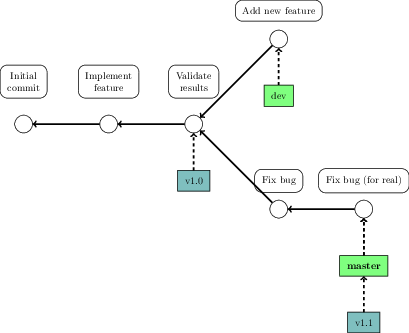 Add new feature
Initial
commit
Implement
feature
Validate
results
dev
v1.0
Fix bug
Fix bug (for real)
master
v1.1